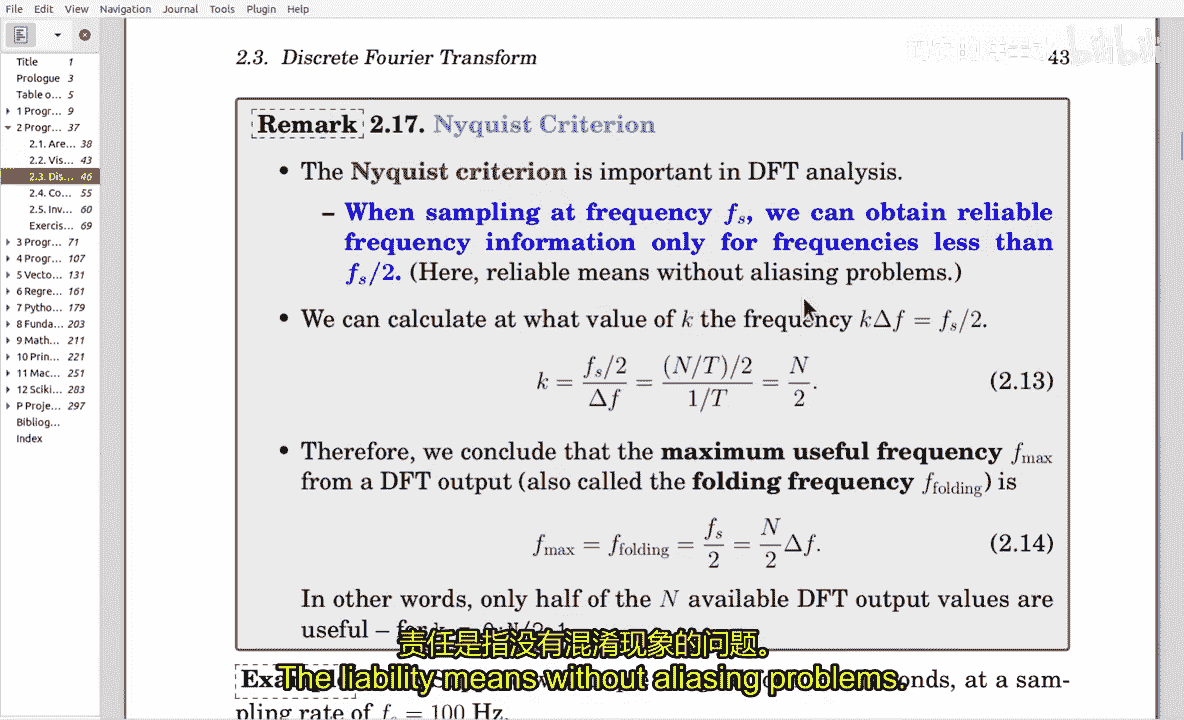 File Edit View Navigation Journal Tools Plugin Help
Title 1
Prologue 3
Table o... 5
1 Progr... 9
2 Progr... 37
2.1. Are... 38
2.2. Vis... 43
2.3. Dis... 46
2.4. Co... 55
2.5. Inv... 60
Exercis... 69
3 Progr... 71
4 Progr... 107
5 Vecto... 131
6 Regre... 161
7 Pytho... 179
8 Funda... 203
9 Math... 211
10 Prin... 221
11 Mac... 251
12 Sciki... 283
P Proje... 297
Bibliog...
Index
2.3. Discrete Fourier Transform 43
Remark 2.17. Nyquist Criterion
• The Nyquist criterion is important in DFT analysis.
– When sampling at frequency fₛ, we can obtain reliable
frequency information only for frequencies less than
fₛ/2. (Here, reliable means without aliasing problems.)
• We can calculate at what value of k the frequency kΔf = fₛ/2.
k = (fₛ/2)/Δf = ((N/T)/2)/(1/T) = N/2. (2.13)
• Therefore, we conclude that the maximum useful frequency f_max
from a DFT output (also called the folding frequency f_folding) is
f_max = f_folding = fₛ/2 = N/2 Δf. (2.14)
In other words, only half of the N available DFT output values are
useful –
责任是指没有混淆现象的问题。
The liability means without aliasing problems.
onds, at a sam-
pling rate of fₛ = 100 Hz.